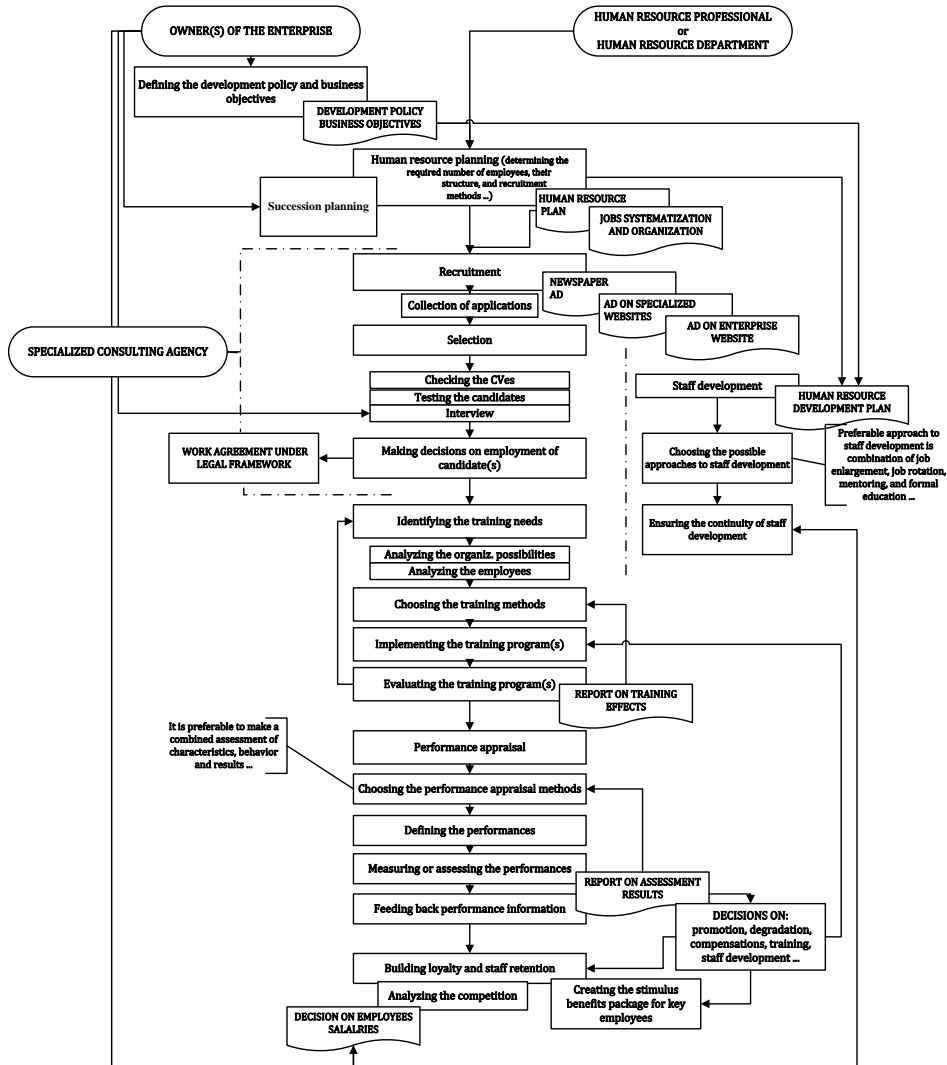 OWNER(S) OF THE ENTERPRISE
HUMAN RESOURCE PROFESSIONAL
or
HUMAN RESOURCE DEPARTMENT
Defining the development policy and business
objectives
DEVELOPMENT POLICY
BUSINESS OBJECTIVES
Human resource planning (determining the
required number of employees, their
structure, and recruitment
methods ...)
Succession planning
HUMAN RESOURCE
PLAN
JOBS SYSTEMATIZATION
AND ORGANIZATION
Recruitment
NEWSPAPER
AD
Collection of applications
AD ON SPECIALIZED
WEBSITES
AD ON ENTERPRISE
WEBSITE
Selection
SPECIALIZED CONSULTING AGENCY
Checking the CVes
Testing the candidates
Interview
Staff development
HUMAN RESOURCE
DEVELOPMENT PLAN
WORK AGREEMENT UNDER
LEGAL FRAMEWORK
Making decisions on employment of
candidate(s)
Choosing the possible
approaches to staff development
Preferable approach to
staff development is
combination of job
enlargement, job rotation,
mentoring, and formal
education ...
Identifying the training needs
Ensuring the continuity of staff
development
Analyzing the organiz. possibilities
Analyzing the employees
Choosing the training methods
Implementing the training program(s)
Evaluating the training program(s)
REPORT ON TRAINING
EFFECTS
It is preferable to make a
combined assessment of
characteristics, behavior
and results ...
Performance appraisal
Choosing the performance appraisal methods
Defining the performances
Measuring or assessing the performances
REPORT ON ASSESSMENT
RESULTS
Feeding back performance information
DECISIONS ON:
promotion, degradation,
compensations, training,
staff development ...
Building loyalty and staff retention
Analyzing the competition
Creating the stimulus
benefits package for key
employees
DECISION ON EMPLOYEES
SALALRIES